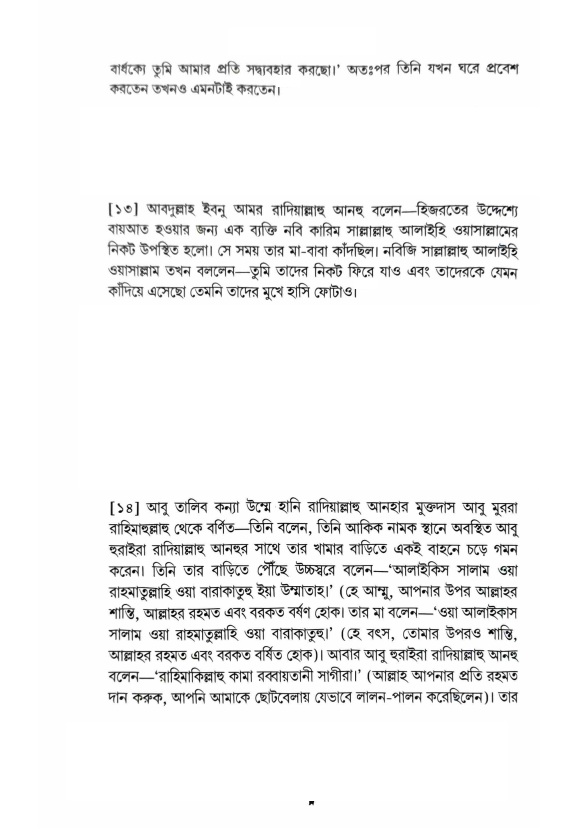 বার্ধক্যে তুমি আমার প্রতি সদ্ব্যবহার করছো।’ অতঃপর তিনি যখন ঘরে প্রবেশ
করতেন তখনও এমনটাই করতেন।
[১৩] আবদুল্লাহ ইবনু আমর রাদিয়াল্লাহু আনহু বলেন—হিজরতের উদ্দেশ্যে
বায়আত হওয়ার জন্য এক ব্যক্তি নবি কারিম সাল্লাল্লাহু আলাইহি ওয়াসাল্লামের
নিকট উপস্থিত হলো। সে সময় তার মা-বাবা কাঁদছিল। নবিজি সাল্লাল্লাহু আলাইহি
ওয়াসাল্লাম তখন বললেন—তুমি তাদের নিকট ফিরে যাও এবং তাদেরকে যেমন
কাঁদিয়ে এসেছো তেমনি তাদের মুখে হাসি ফোটাও।
[১৪] আবু তালিব কন্যা উম্মে হানি রাদিয়াল্লাহু আনহার মুক্তদাস আবু মুররা
রাহিমাহুল্লাহু থেকে বর্ণিত—তিনি বলেন, তিনি আকিক নামক স্থানে অবস্থিত আবু
হুরাইরা রাদিয়াল্লাহু আনহুর সাথে তার খামার বাড়িতে একই বাহনে চড়ে গমন
করেন। তিনি তার বাড়িতে পৌঁছে উচ্চস্বরে বলেন—‘আলাইকিস সালাম ওয়া
রাহমাতুল্লাহি ওয়া বারাকাতুহু ইয়া উম্মাতাহ।’ (হে আম্মু, আপনার উপর আল্লাহর
শান্তি, আল্লাহর রহমত এবং বরকত বর্ষণ হোক। তার মা বলেন—‘ওয়া আলাইকাস
সালাম ওয়া রাহমাতুল্লাহি ওয়া বারাকাতুহু।’ (হে বৎস, তোমার উপরও শান্তি,
আল্লাহর রহমত এবং বরকত বর্ষিত হোক)। আবার আবু হুরাইরা রাদিয়াল্লাহু আনহু
বলেন—‘রাহিমাকিল্লাহু কামা রব্বায়তানী সাগীরা।’ (আল্লাহ আপনার প্রতি রহমত
দান করুক, আপনি আমাকে ছোটবেলায় যেভাবে লালন-পালন করেছিলেন)। তার